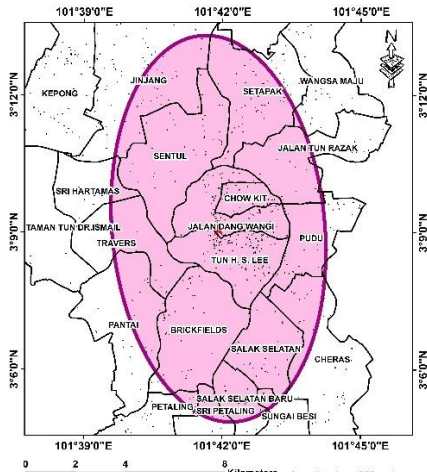 101°39'0"E 101°42'0"E 101°45'0"E
N
3°12'0"N 3°12'0"N
JINJANG
KEPONG
SETAPAK
WANGSA MAJU
SENTUL
JALAN TUN RAZAK
SRI HARTAMAS
CHOW KIT
3°9'0"N 3°9'0"N
TAMAN TUN DR.ISMAIL
JALAN DANG WANGI
TRAVERS
PUDU
TUN H. S. LEE
PANTAI
BRICKFIELDS
SALAK SELATAN
CHERAS
3°6'0"N 3°6'0"N
SALAK SELATAN BARU
PETALING
SRI PETALING
SUNGAI BESI
101°39'0"E 101°42'0"E 101°45'0"E
0 2 4 8
Kilometers